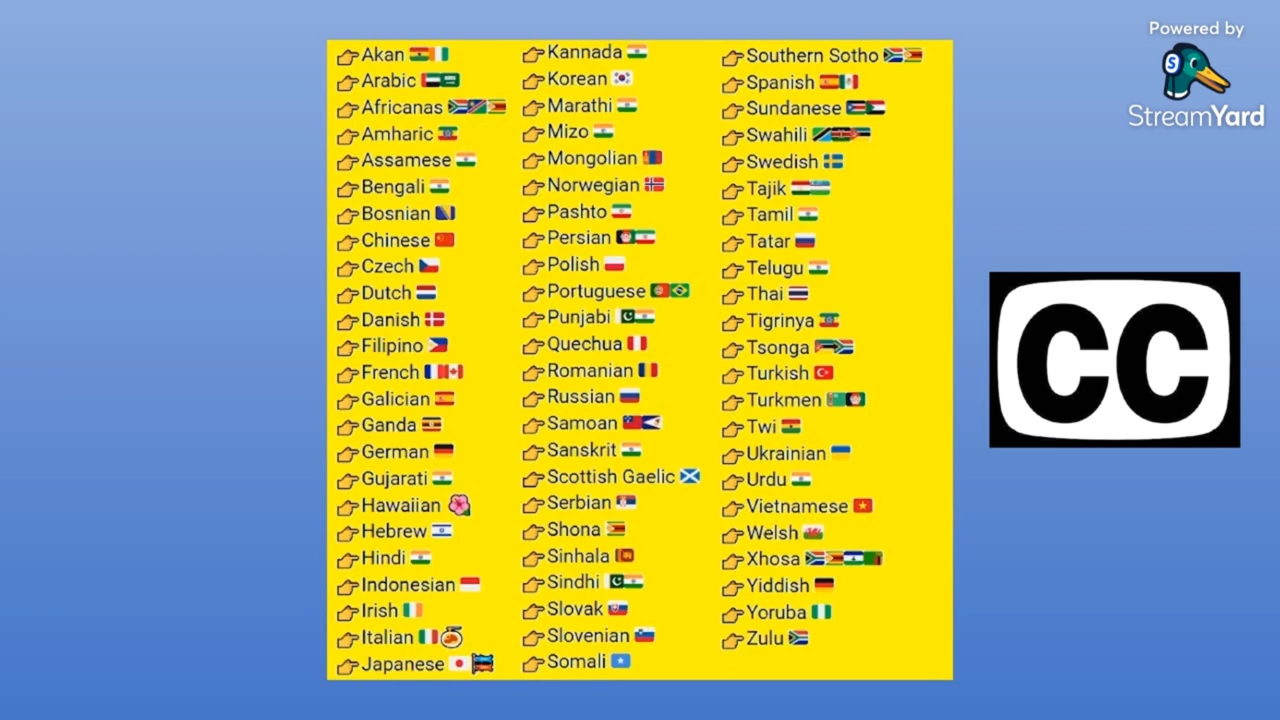 Powered by
StreamYard
Akan
Arabic
Africanas
Amharic
Assamese
Bengali
Bosnian
Chinese
Czech
Dutch
Danish
Filipino
French
Galician
Ganda
German
Gujarati
Hawaiian
Hebrew
Hindi
Indonesian
Irish
Italian
Japanese
Kannada
Korean
Marathi
Mizo
Mongolian
Norwegian
Pashto
Persian
Polish
Portuguese
Punjabi
Quechua
Romanian
Russian
Samoan
Sanskrit
Scottish Gaelic
Serbian
Shona
Sinhala
Sindhi
Slovak
Slovenian
Somali
Southern Sotho
Spanish
Sundanese
Swahili
Swedish
Tajik
Tamil
Tatar
Telugu
Thai
Tigrinya
Tsonga
Turkish
Turkmen
Twi
Ukrainian
Urdu
Vietnamese
Welsh
Xhosa
Yiddish
Yoruba
Zulu
CC